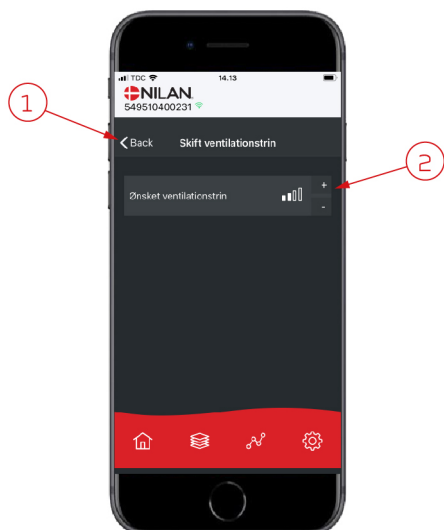 TDC 14.13
NILAN
549510400231
1
Back Skift ventilationstrin
2
Ønsket ventilationstrin + -